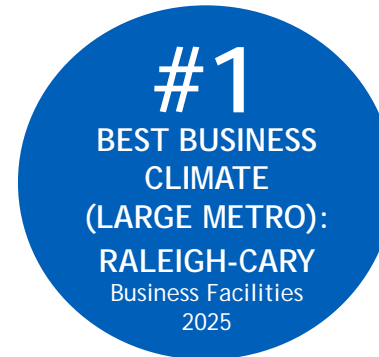 #1
BEST BUSINESS
CLIMATE
(LARGE METRO):
RALEIGH-CARY
Business Facilities
2025